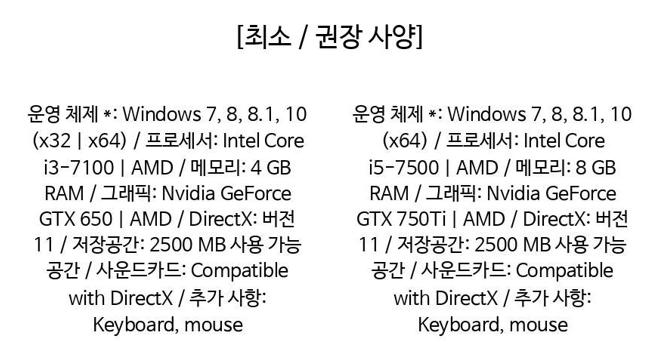 [최소 / 권장 사양]
운영 체제 *: Windows 7, 8, 8.1, 10
(x32 | x64) / 프로세서: Intel Core
i3-7100 | AMD / 메모리: 4 GB
RAM / 그래픽: Nvidia GeForce
GTX 650 | AMD / DirectX: 버전
11 / 저장공간: 2500 MB 사용 가능
공간 / 사운드카드: Compatible
with DirectX / 추가 사항:
Keyboard, mouse
운영 체제 *: Windows 7, 8, 8.1, 10
(x64) / 프로세서: Intel Core
i5-7500 | AMD / 메모리: 8 GB
RAM / 그래픽: Nvidia GeForce
GTX 750Ti | AMD / DirectX: 버전
11 / 저장공간: 2500 MB 사용 가능
공간 / 사운드카드: Compatible
with DirectX / 추가 사항:
Keyboard, mouse